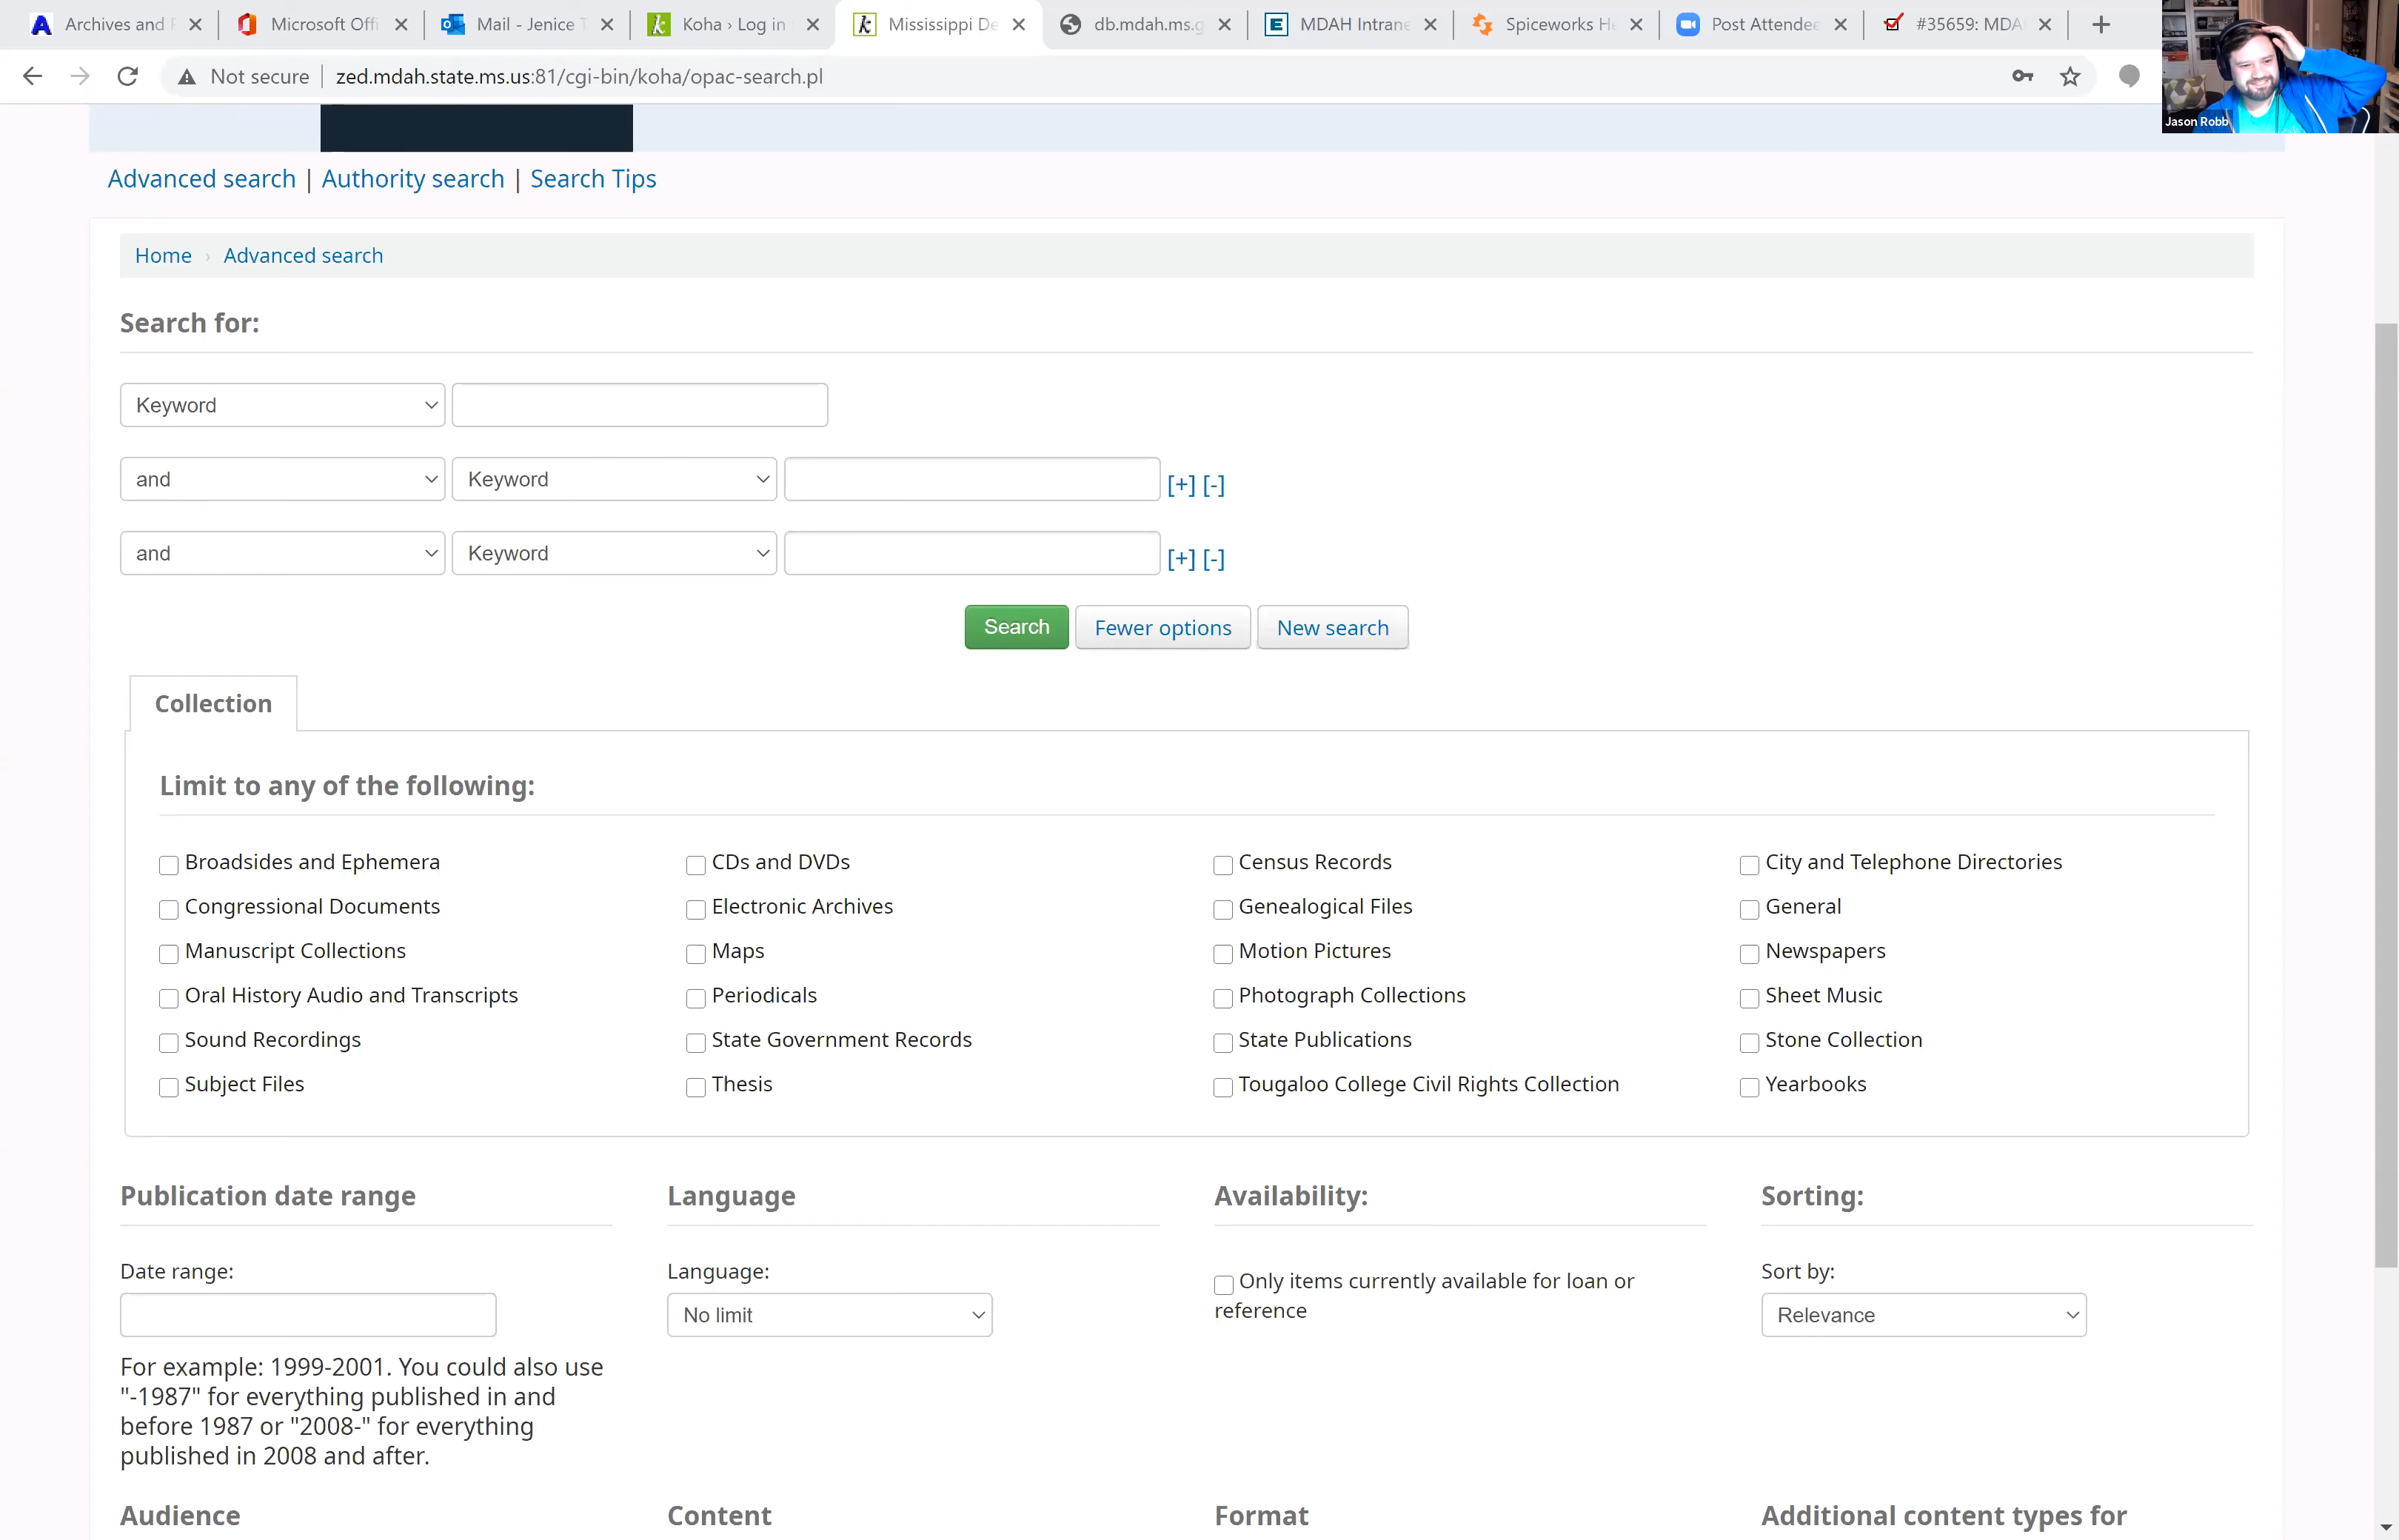 Archives and
Microsoft Offi
Mail - Jenice T
Koha › Log in
Mississippi De
db.mdah.ms.g
MDAH Intrane
Spiceworks He
Post Attendee
#35659: MDA
Not secure
zed.mdah.state.ms.us:81/cgi-bin/koha/opac-search.pl
Jason Robb
Advanced search | Authority search | Search Tips
Home › Advanced search
Search for:
Keyword
and Keyword [+] [-]
and Keyword [+] [-]
Search Fewer options New search
Collection
Limit to any of the following:
Broadsides and Ephemera CDs and DVDs Census Records City and Telephone Directories
Congressional Documents Electronic Archives Genealogical Files General
Manuscript Collections Maps Motion Pictures Newspapers
Oral History Audio and Transcripts Periodicals Photograph Collections Sheet Music
Sound Recordings State Government Records State Publications Stone Collection
Subject Files Thesis Tougaloo College Civil Rights Collection Yearbooks
Publication date range
Date range:
For example: 1999-2001. You could also use
"-1987" for everything published in and
before 1987 or "2008-" for everything
published in 2008 and after.
Language
Language:
No limit
Availability:
Only items currently available for loan or
reference
Sorting:
Sort by:
Relevance
Audience Content Format Additional content types for